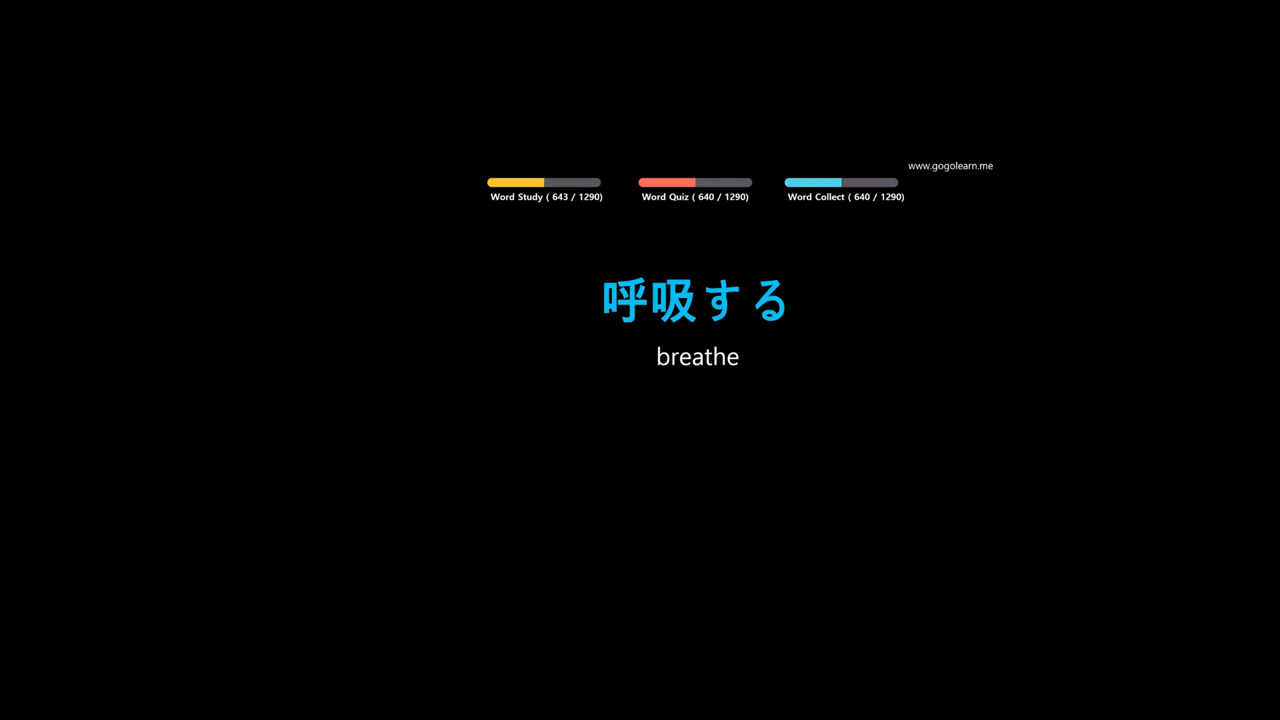 www.gogolearn.me
Word Study ( 643 / 1290)
Word Quiz ( 640 / 1290)
Word Collect ( 640 / 1290)
呼吸する
breathe